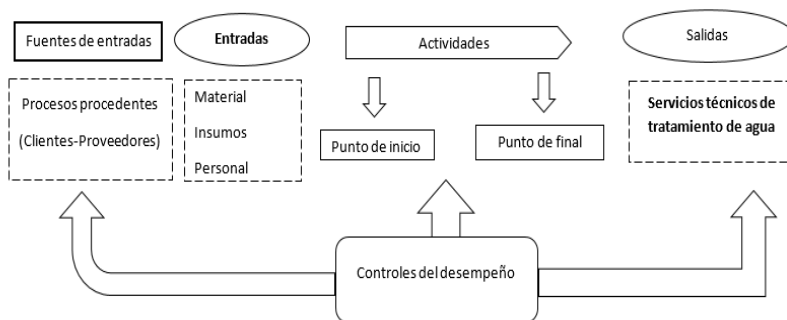 Fuentes de entradas
Entradas
Actividades
Salidas
Procesos procedentes
(Clientes-Proveedores)
Material
Insumos
Personal
Punto de inicio
Punto de final
Servicios técnicos de
tratamiento de agua
Controles del desempeño